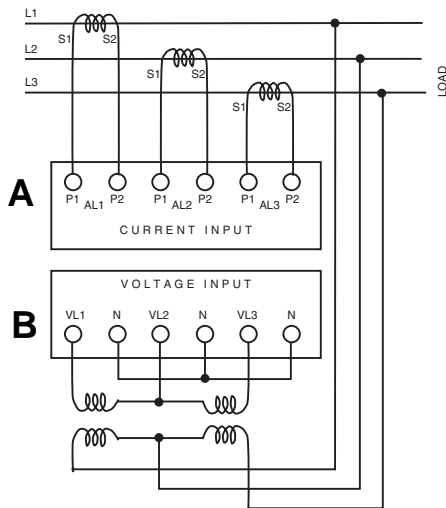 L1
S1 S2
L2
S1 S2
L3
S1 S2
LOAD
A
P1 AL1 P2 P1 AL2 P2 P1 AL3 P2
CURRENT INPUT
VOLTAGE INPUT
B
VL1 N VL2 N VL3 N